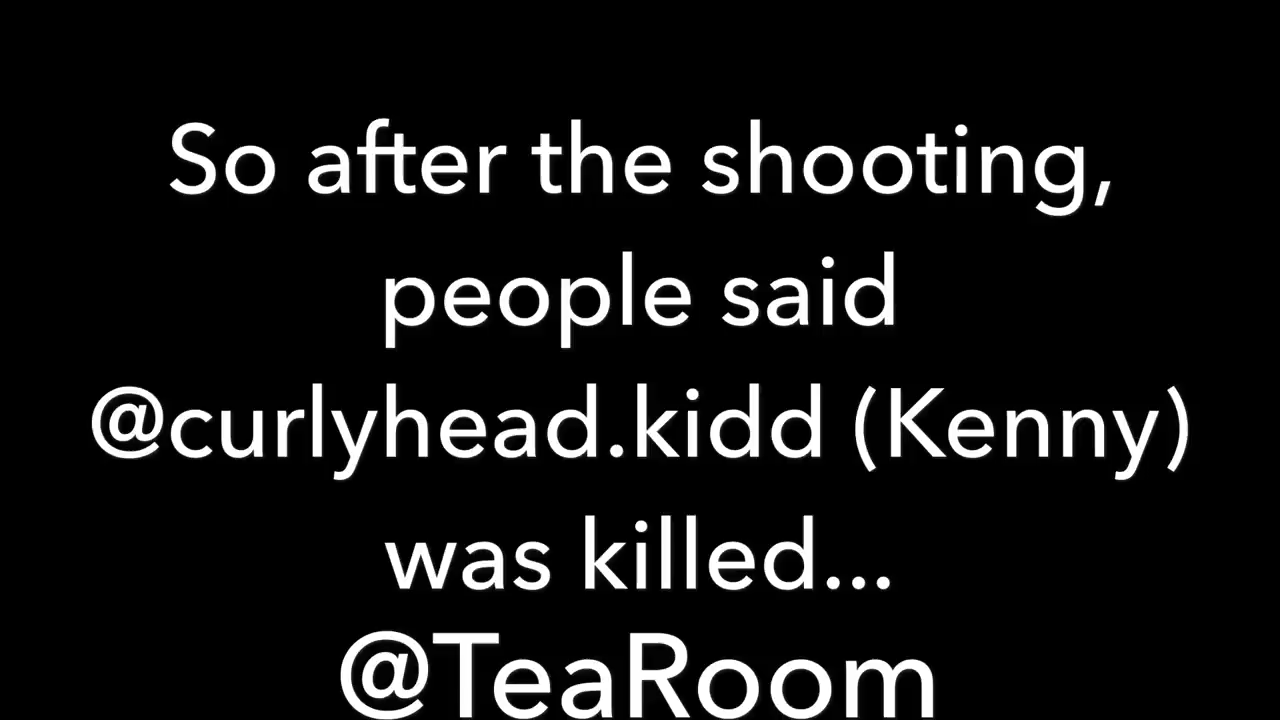 So after the shooting,
people said
@curlyhead.kidd (Kenny)
was killed...
@TeaRoom